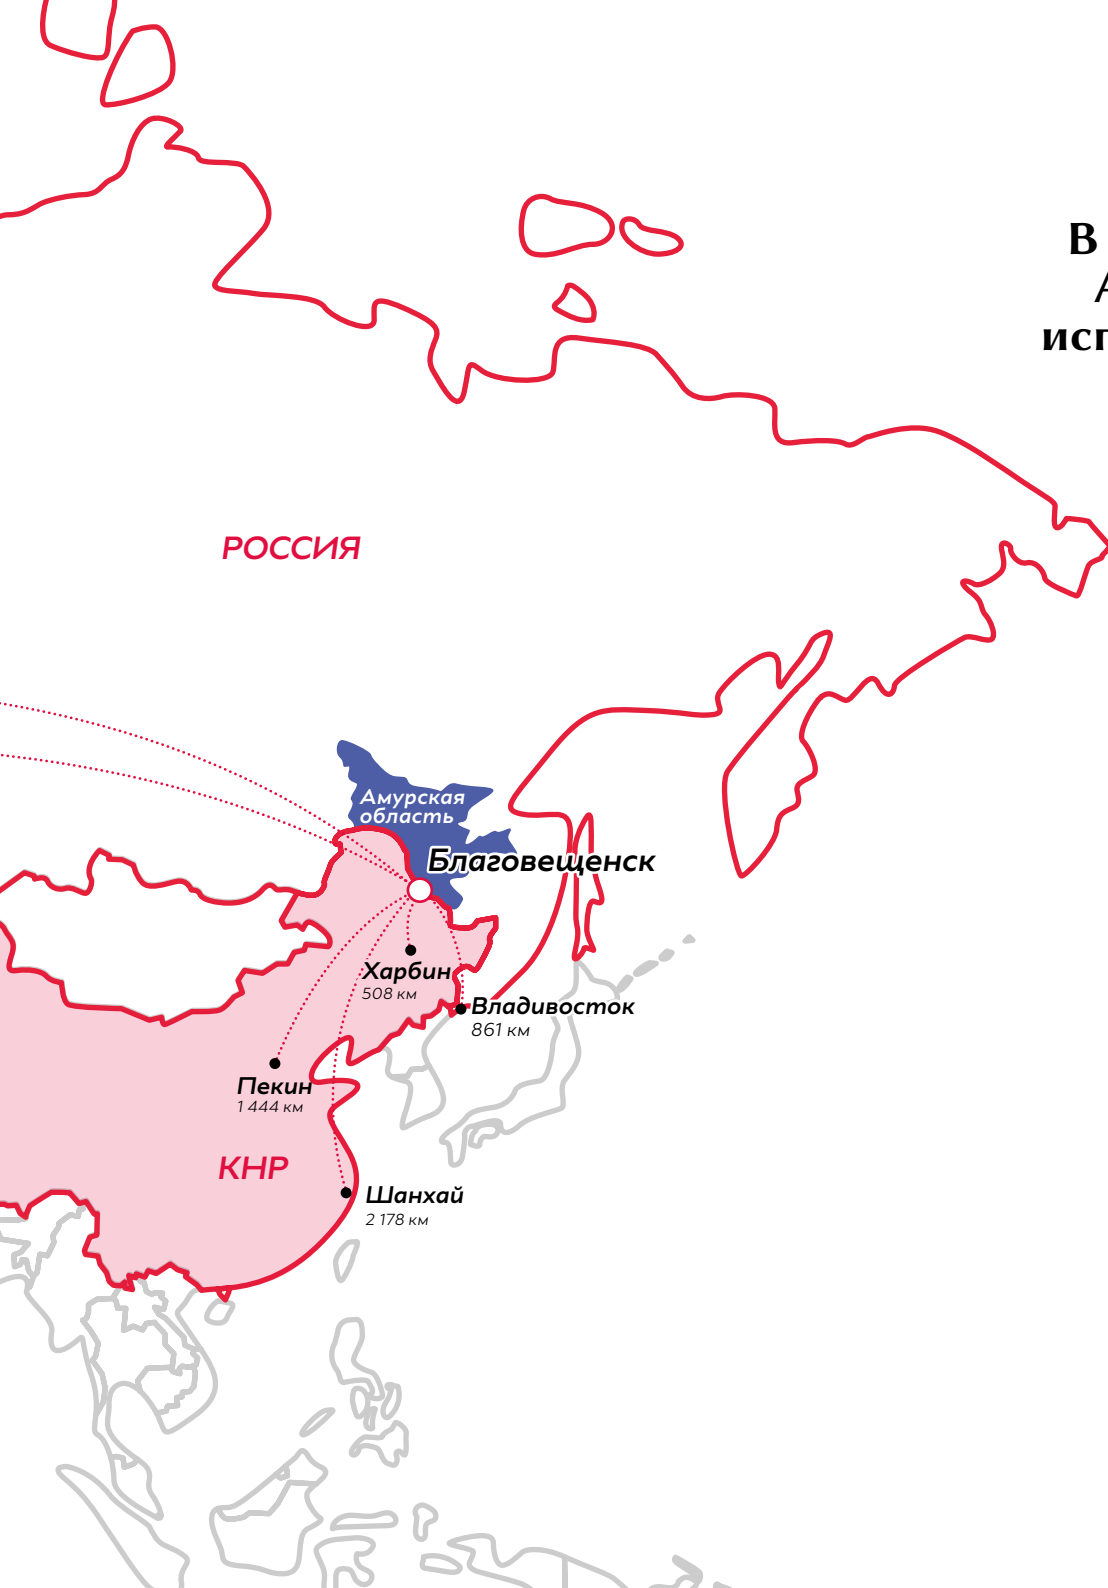 В
РОССИЯ
Амурская
область
Благовещенск
Харбин
508 км
Владивосток
861 км
Пекин
1 444 км
КНР
Шанхай
2 178 км